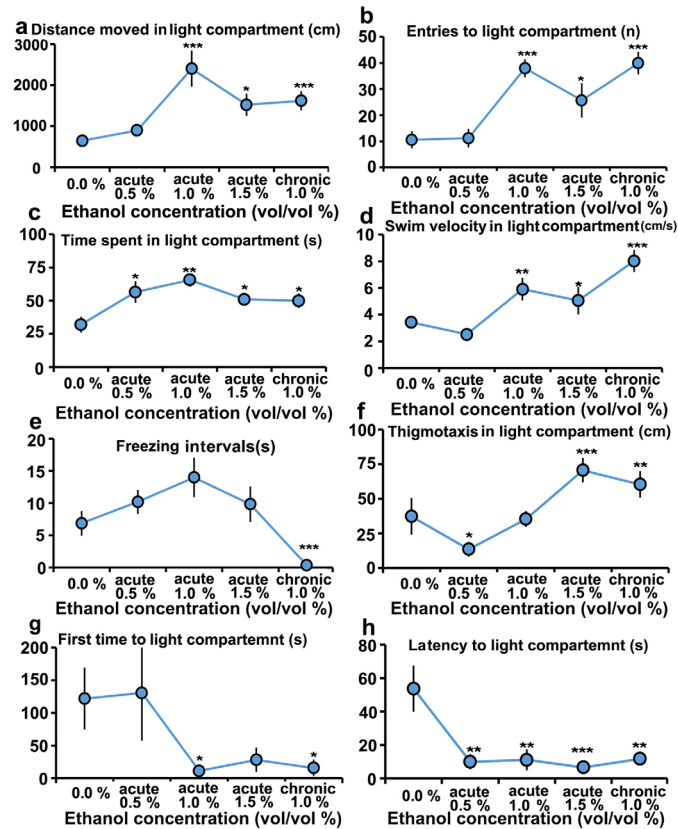 a Distance moved in light compartment (cm)
***
3000
2000
*
***
1000
0
0.0 % acute 0.5 % acute 1.0 % acute 1.5 % chronic 1.0 %
Ethanol concentration (vol/vol %)
b Entries to light compartment (n)
50
***
***
40
*
30
20
10
0
0.0 % acute 0.5 % acute 1.0 % acute 1.5 % chronic 1.0 %
Ethanol concentration (vol/vol %)
c Time spent in light compartment (s)
100
75
* ** * *
50
25
0
0.0 % acute 0.5 % acute 1.0 % acute 1.5 % chronic 1.0 %
Ethanol concentration (vol/vol %)
d Swim velocity in light compartment(cm/s)
10
***
8
** *
6
4
2
0
0.0 % acute 0.5 % acute 1.0 % acute 1.5 % chronic 1.0 %
Ethanol concentration (vol/vol %)
e Freezing intervals(s)
20
15
10
5
***
0
0.0 % acute 0.5 % acute 1.0 % acute 1.5 % chronic 1.0 %
Ethanol concentration (vol/vol %)
f Thigmotaxis in light compartment (cm)
100
***
75
**
50
25
*
0
0.0 % acute 0.5 % acute 1.0 % acute 1.5 % chronic 1.0 %
Ethanol concentration (vol/vol %)
g First time to light compartemnt (s)
200
150
100
50
* *
0
0.0 % acute 0.5 % acute 1.0 % acute 1.5 % chronic 1.0 %
Ethanol concentration (vol/vol %)
h Latency to light compartemnt (s)
80
60
40
20
** ** *** **
0
0.0 % acute 0.5 % acute 1.0 % acute 1.5 % chronic 1.0 %
Ethanol concentration (vol/vol %)